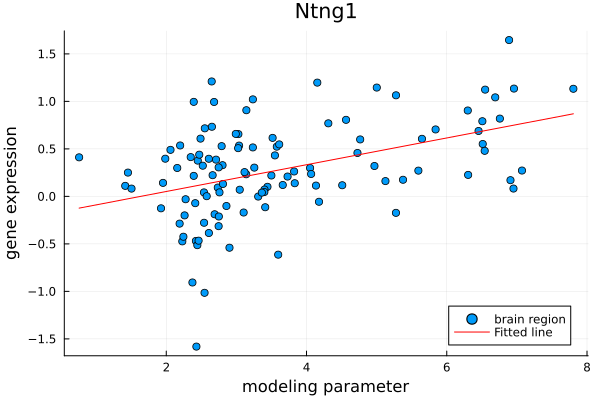 Ntng1
gene expression
1.5
1.0
0.5
0.0
−0.5
−1.0
−1.5
brain region
Fitted line
2
4
6
8
modeling parameter